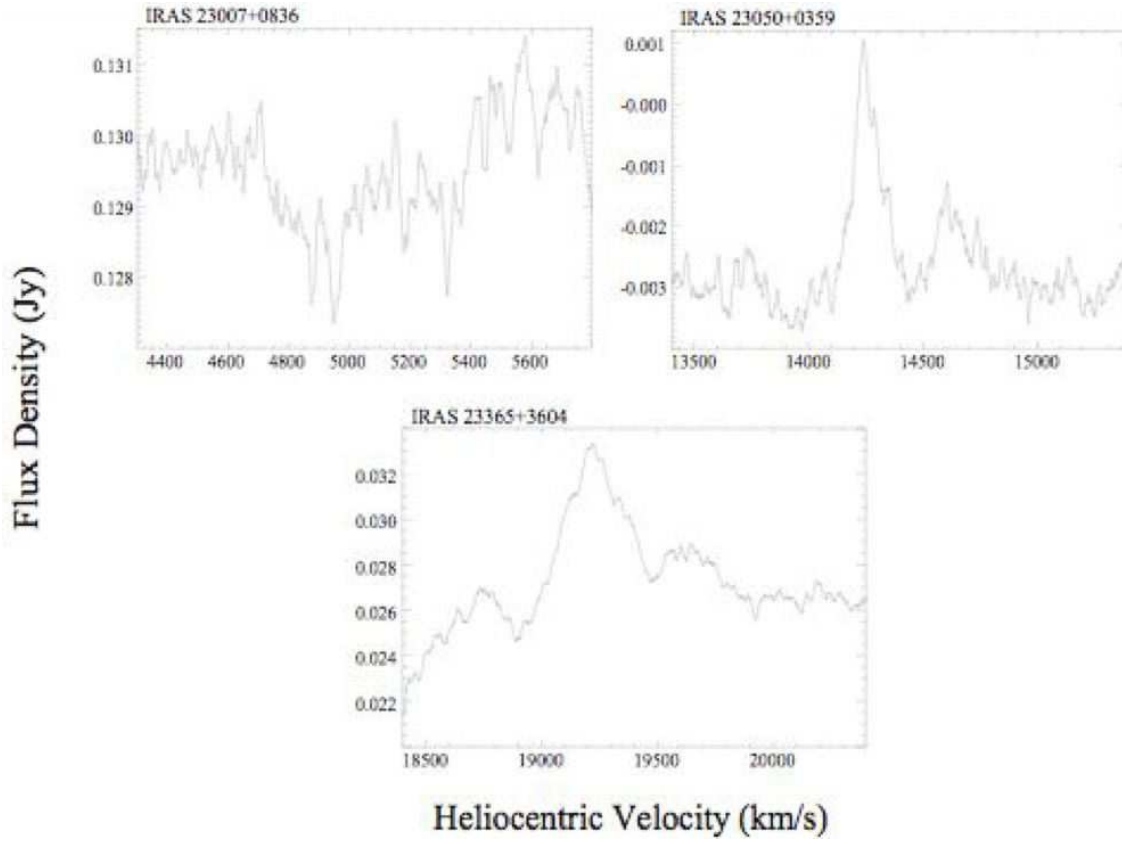 IRAS 23007+0836
0.131
0.130
0.129
0.128
4400 4600 4800 5000 5200 5400 5600
IRAS 23050+0359
0.001
-0.000
-0.001
-0.002
-0.003
13500 14000 14500 15000
Flux Density (Jy)
IRAS 23365+3604
0.032
0.030
0.028
0.026
0.024
0.022
18500 19000 19500 20000
Heliocentric Velocity (km/s)